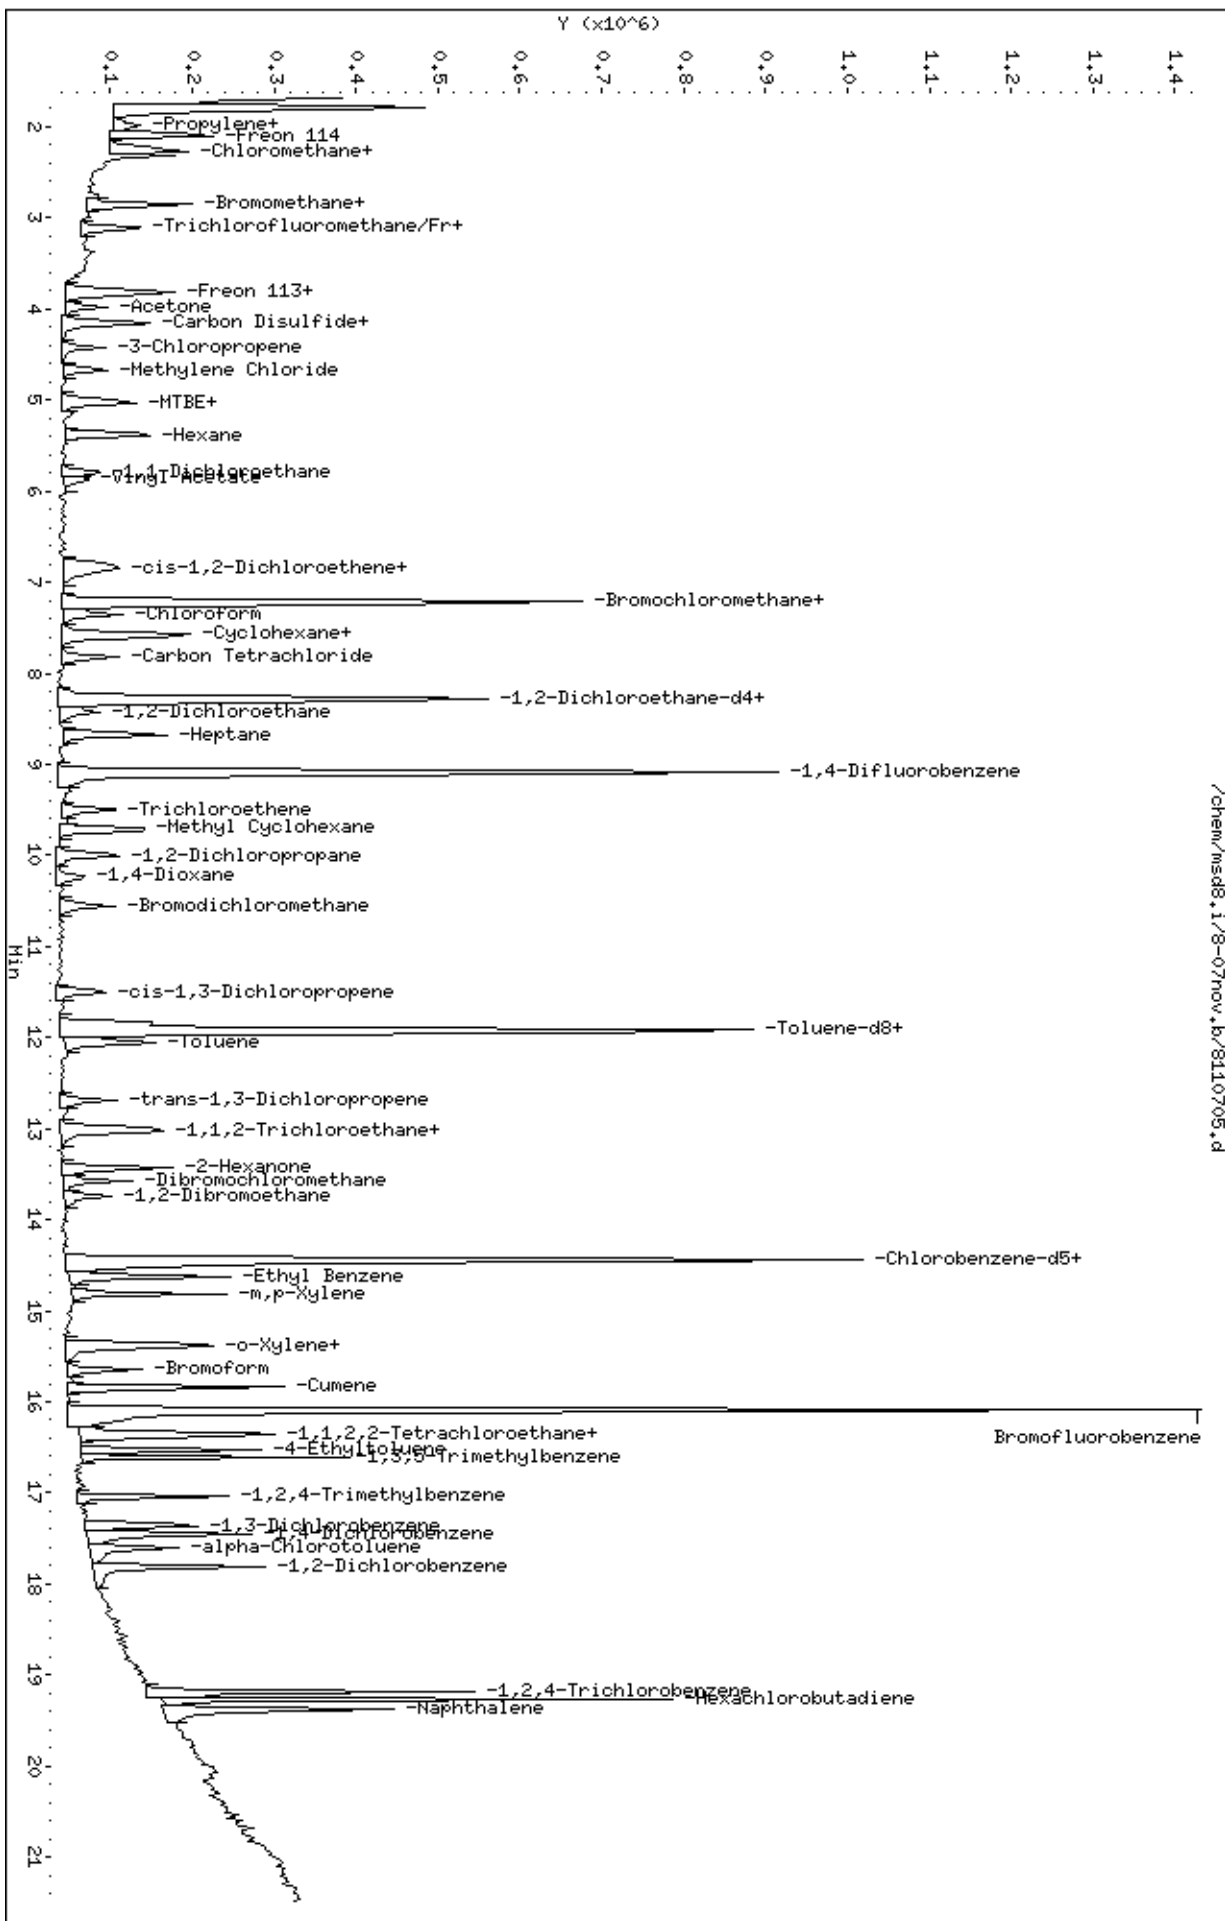 Y (x10^6)
0.1
0.2
0.3
0.4
0.5
0.6
0.7
0.8
0.9
1.0
1.1
1.2
1.3
1.4
/chem/msd8.i/8-07nov.b/8110705.d
-Propylene+
-Freon 114
-Chloromethane+
-Bromomethane+
-Trichlorofluoromethane/Fr+
-Freon 113+
-Acetone
-Carbon Disulfide+
-3-Chloropropene
-Methylene Chloride
-MTBE+
-Hexane
-1,1-Dichloroethane
-Vinyl Acetate
-cis-1,2-Dichloroethene+
-Bromochloromethane+
-Chloroform
-Cyclohexane+
-Carbon Tetrachloride
-1,2-Dichloroethane-d4+
-1,2-Dichloroethane
-Heptane
-1,4-Difluorobenzene
-Trichloroethene
-Methyl Cyclohexane
-1,2-Dichloropropane
-1,4-Dioxane
-Bromodichloromethane
-cis-1,3-Dichloropropene
-Toluene-d8+
-Toluene
-trans-1,3-Dichloropropene
-1,1,2-Trichloroethane+
-2-Hexanone
-Dibromochloromethane
-1,2-Dibromoethane
-Chlorobenzene-d5+
-Ethyl Benzene
-m,p-Xylene
-o-Xylene+
-Bromoform
-Cumene
Bromofluorobenzene
-1,1,2,2-Tetrachloroethane+
-4-Ethyltoluene
-1,3,5-Trimethylbenzene
-1,2,4-Trimethylbenzene
-1,3-Dichlorobenzene
-1,4-Dichlorobenzene
-alpha-Chlorotoluene
-1,2-Dichlorobenzene
-1,2,4-Trichlorobenzene
-Hexachlorobutadiene
-Naphthalene
2
3
4
5
6
7
8
9
10
11
12
13
14
15
16
17
18
19
20
21
Min